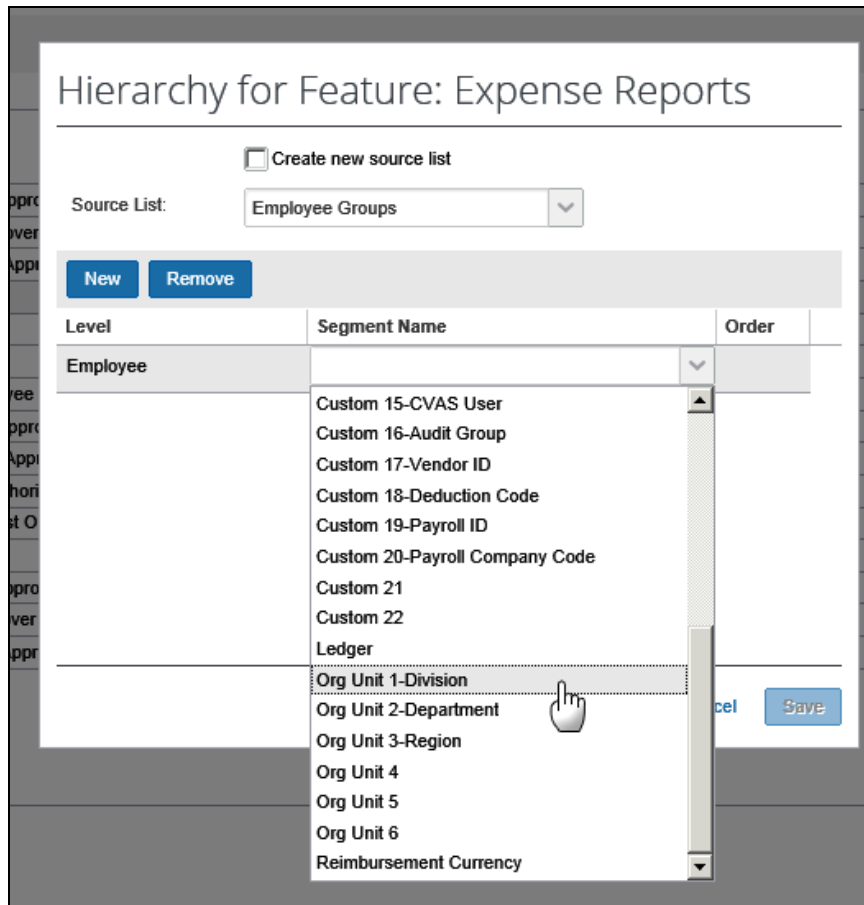 Hierarchy for Feature: Expense Reports
Create new source list
Source List: Employee Groups
New Remove
Level Segment Name Order
Employee
Custom 15-CVAS User
Custom 16-Audit Group
Custom 17-Vendor ID
Custom 18-Deduction Code
Custom 19-Payroll ID
Custom 20-Payroll Company Code
Custom 21
Custom 22
Ledger
Org Unit 1-Division
Org Unit 2-Department
cel Save
Org Unit 3-Region
Org Unit 4
Org Unit 5
Org Unit 6
Reimbursement Currency